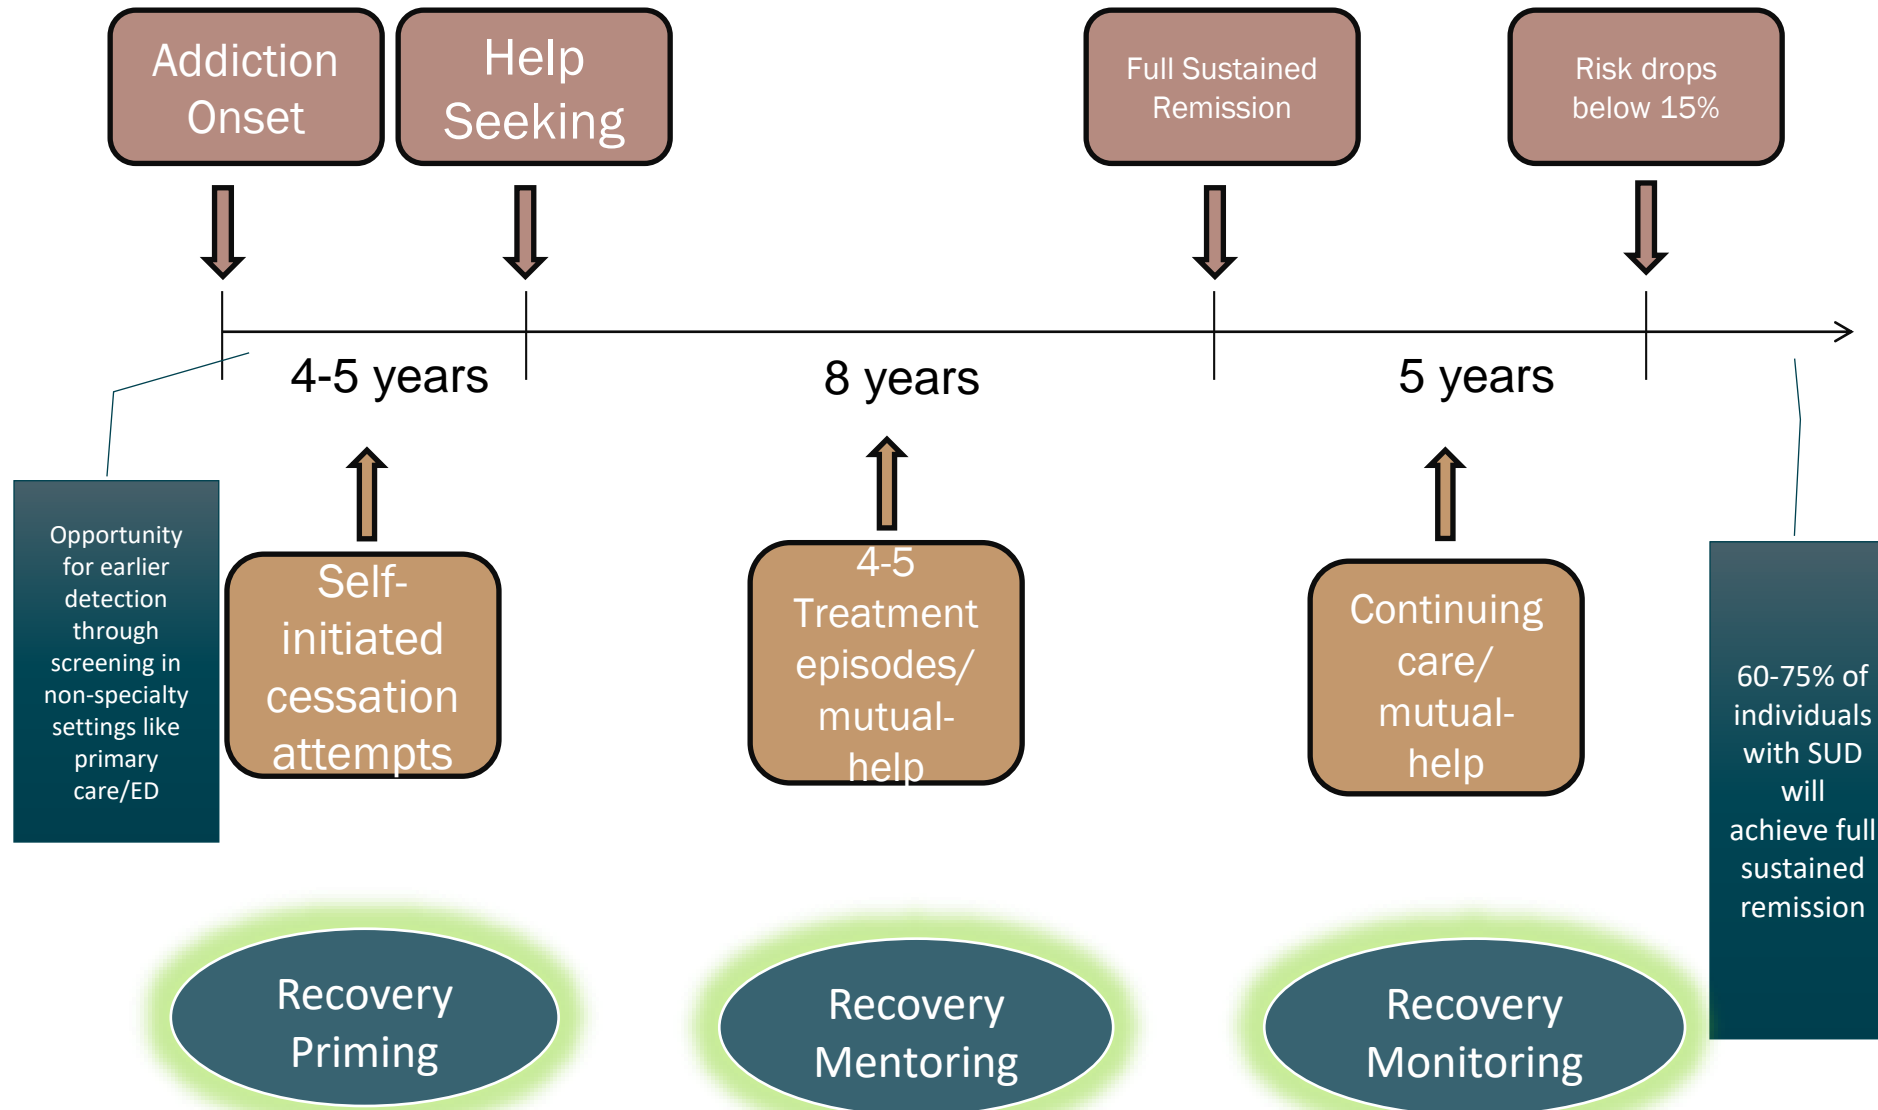 Addiction
Onset
Help
Seeking
Full Sustained
Remission
Risk drops
below 15%
4-5 years
8 years
5 years
Opportunity
for earlier
detection
through
screening in
non-specialty
settings like
primary
care/ED
Self-
initiated
cessation
attempts
4-5
Treatment
episodes/
mutual-
help
Continuing
care/
mutual-
help
60-75% of
individuals
with SUD
will
achieve full
sustained
remission
Recovery
Priming
Recovery
Mentoring
Recovery
Monitoring